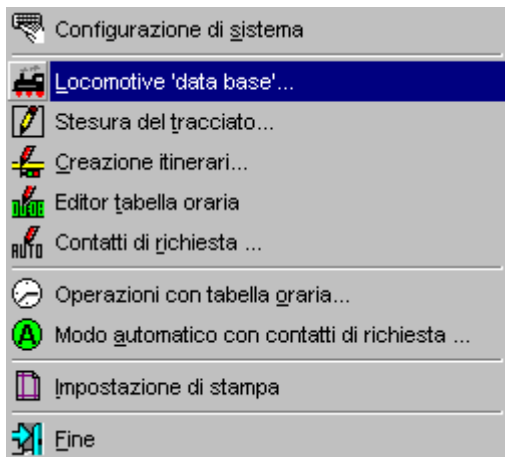 Configurazione di sistema
Locomotive 'data base'...
Stesura del tracciato...
Creazione itinerari...
Editor tabella oraria
AUTO Contatti di richiesta ...
Operazioni con tabella oraria...
A Modo automatico con contatti di richiesta ...
Impostazione di stampa
Fine